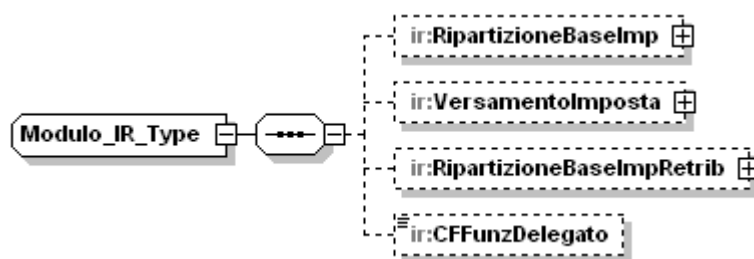 ir:RipartizioneBaseImp
ir:VersamentoImposta
Modulo_IR_Type
ir:RipartizioneBaseImpRetrib
ir:CFFunzDelegato